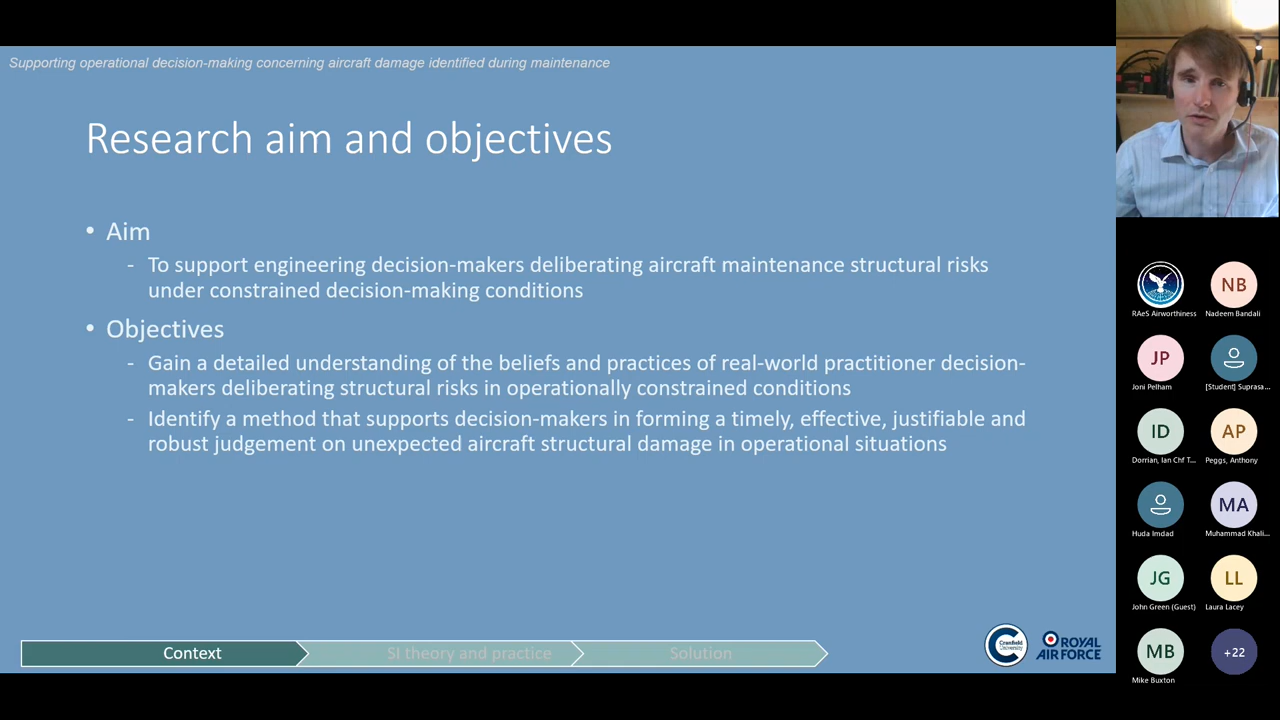 Supporting operational decision-making concerning aircraft damage identified during maintenance
Research aim and objectives
• Aim
- To support engineering decision-makers deliberating aircraft maintenance structural risks
under constrained decision-making conditions
• Objectives
- Gain a detailed understanding of the beliefs and practices of real-world practitioner decision-
makers deliberating structural risks in operationally constrained conditions
- Identify a method that supports decision-makers in forming a timely, effective, justifiable and
robust judgement on unexpected aircraft structural damage in operational situations
Context
SI theory and practice
Solution
Cranfield
University
ROYAL
AIR FORCE
RAeS Airworthiness
NB
Nadeem Bandali
JP
Joni Pelham
[Student] Suprasa...
ID
Dorrian, Ian Chf T...
AP
Peggs, Anthony
Huda Imdad
MA
Muhammad Khali...
JG
John Green (Guest)
LL
Laura Lacey
MB
Mike Buxton
+22